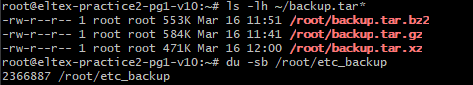 root@eltex-practice2-pg1-v10:~# ls -lh ~/backup.tar*
-rw-r--r-- 1 root root 553K Mar 16 11:51 /root/backup.tar.bz2
-rw-r--r-- 1 root root 584K Mar 16 11:41 /root/backup.tar.gz
-rw-r--r-- 1 root root 471K Mar 16 12:00 /root/backup.tar.xz
root@eltex-practice2-pg1-v10:~# du -sb /root/etc_backup
2366887 /root/etc_backup